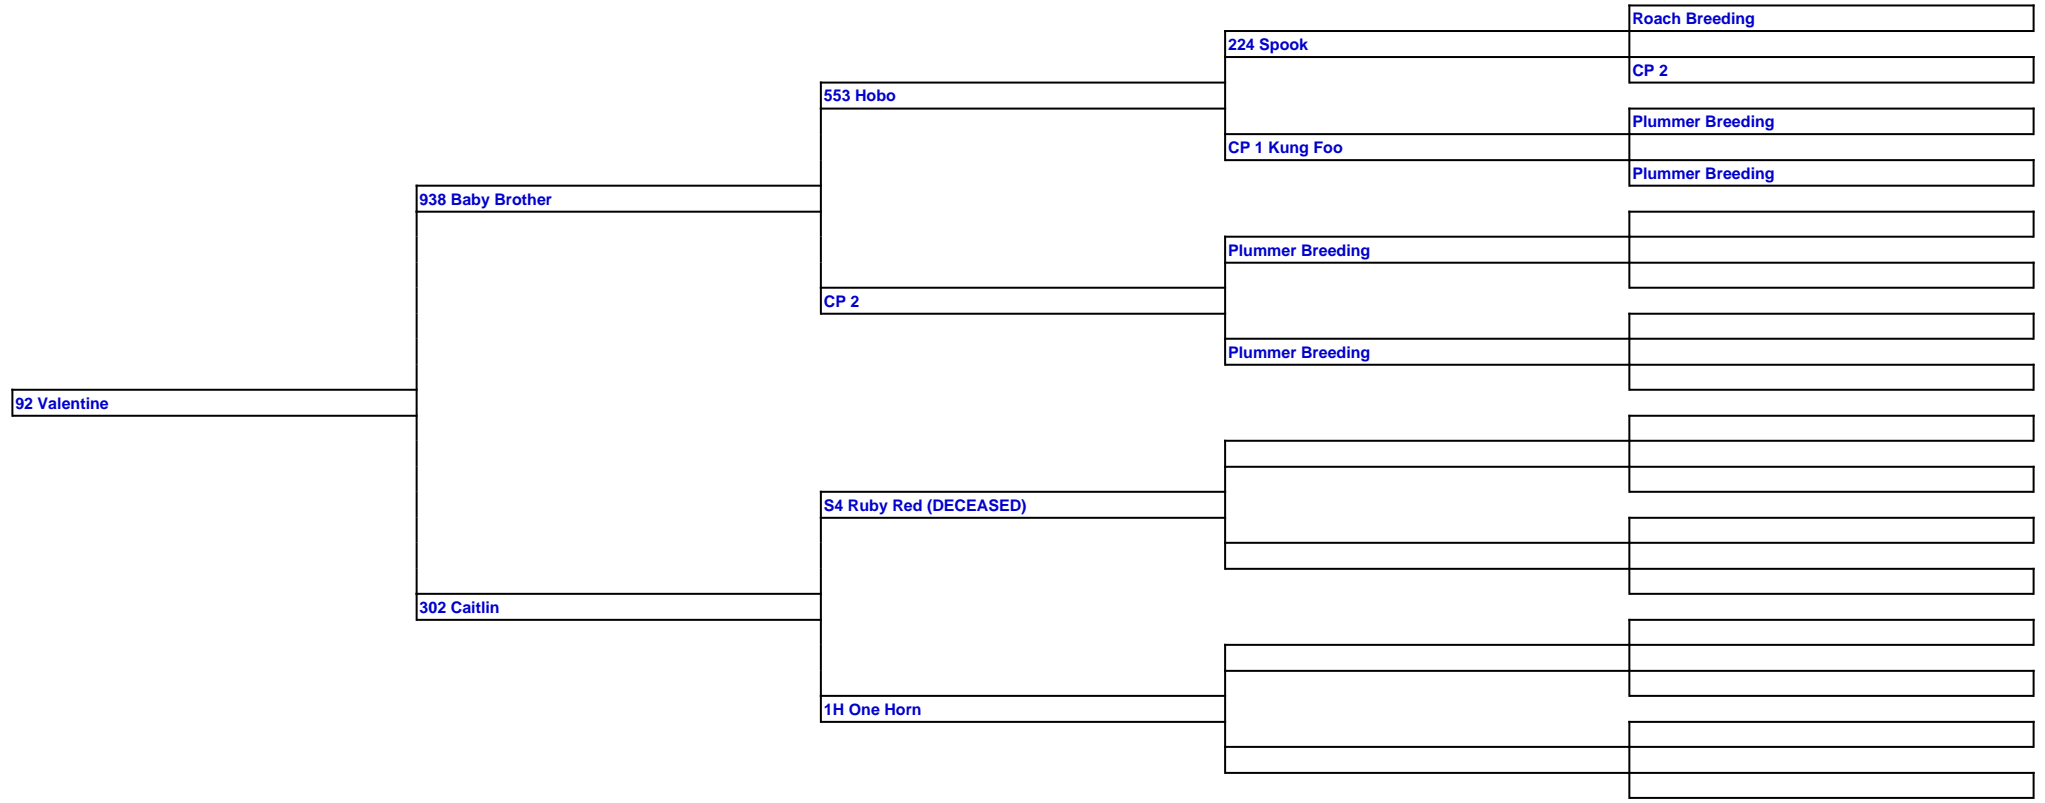 Roach Breeding
224 Spook
CP 2
553 Hobo
Plummer Breeding
CP 1 Kung Foo
Plummer Breeding
938 Baby Brother
Plummer Breeding
CP 2
Plummer Breeding
92 Valentine
S4 Ruby Red (DECEASED)
302 Caitlin
1H One Horn